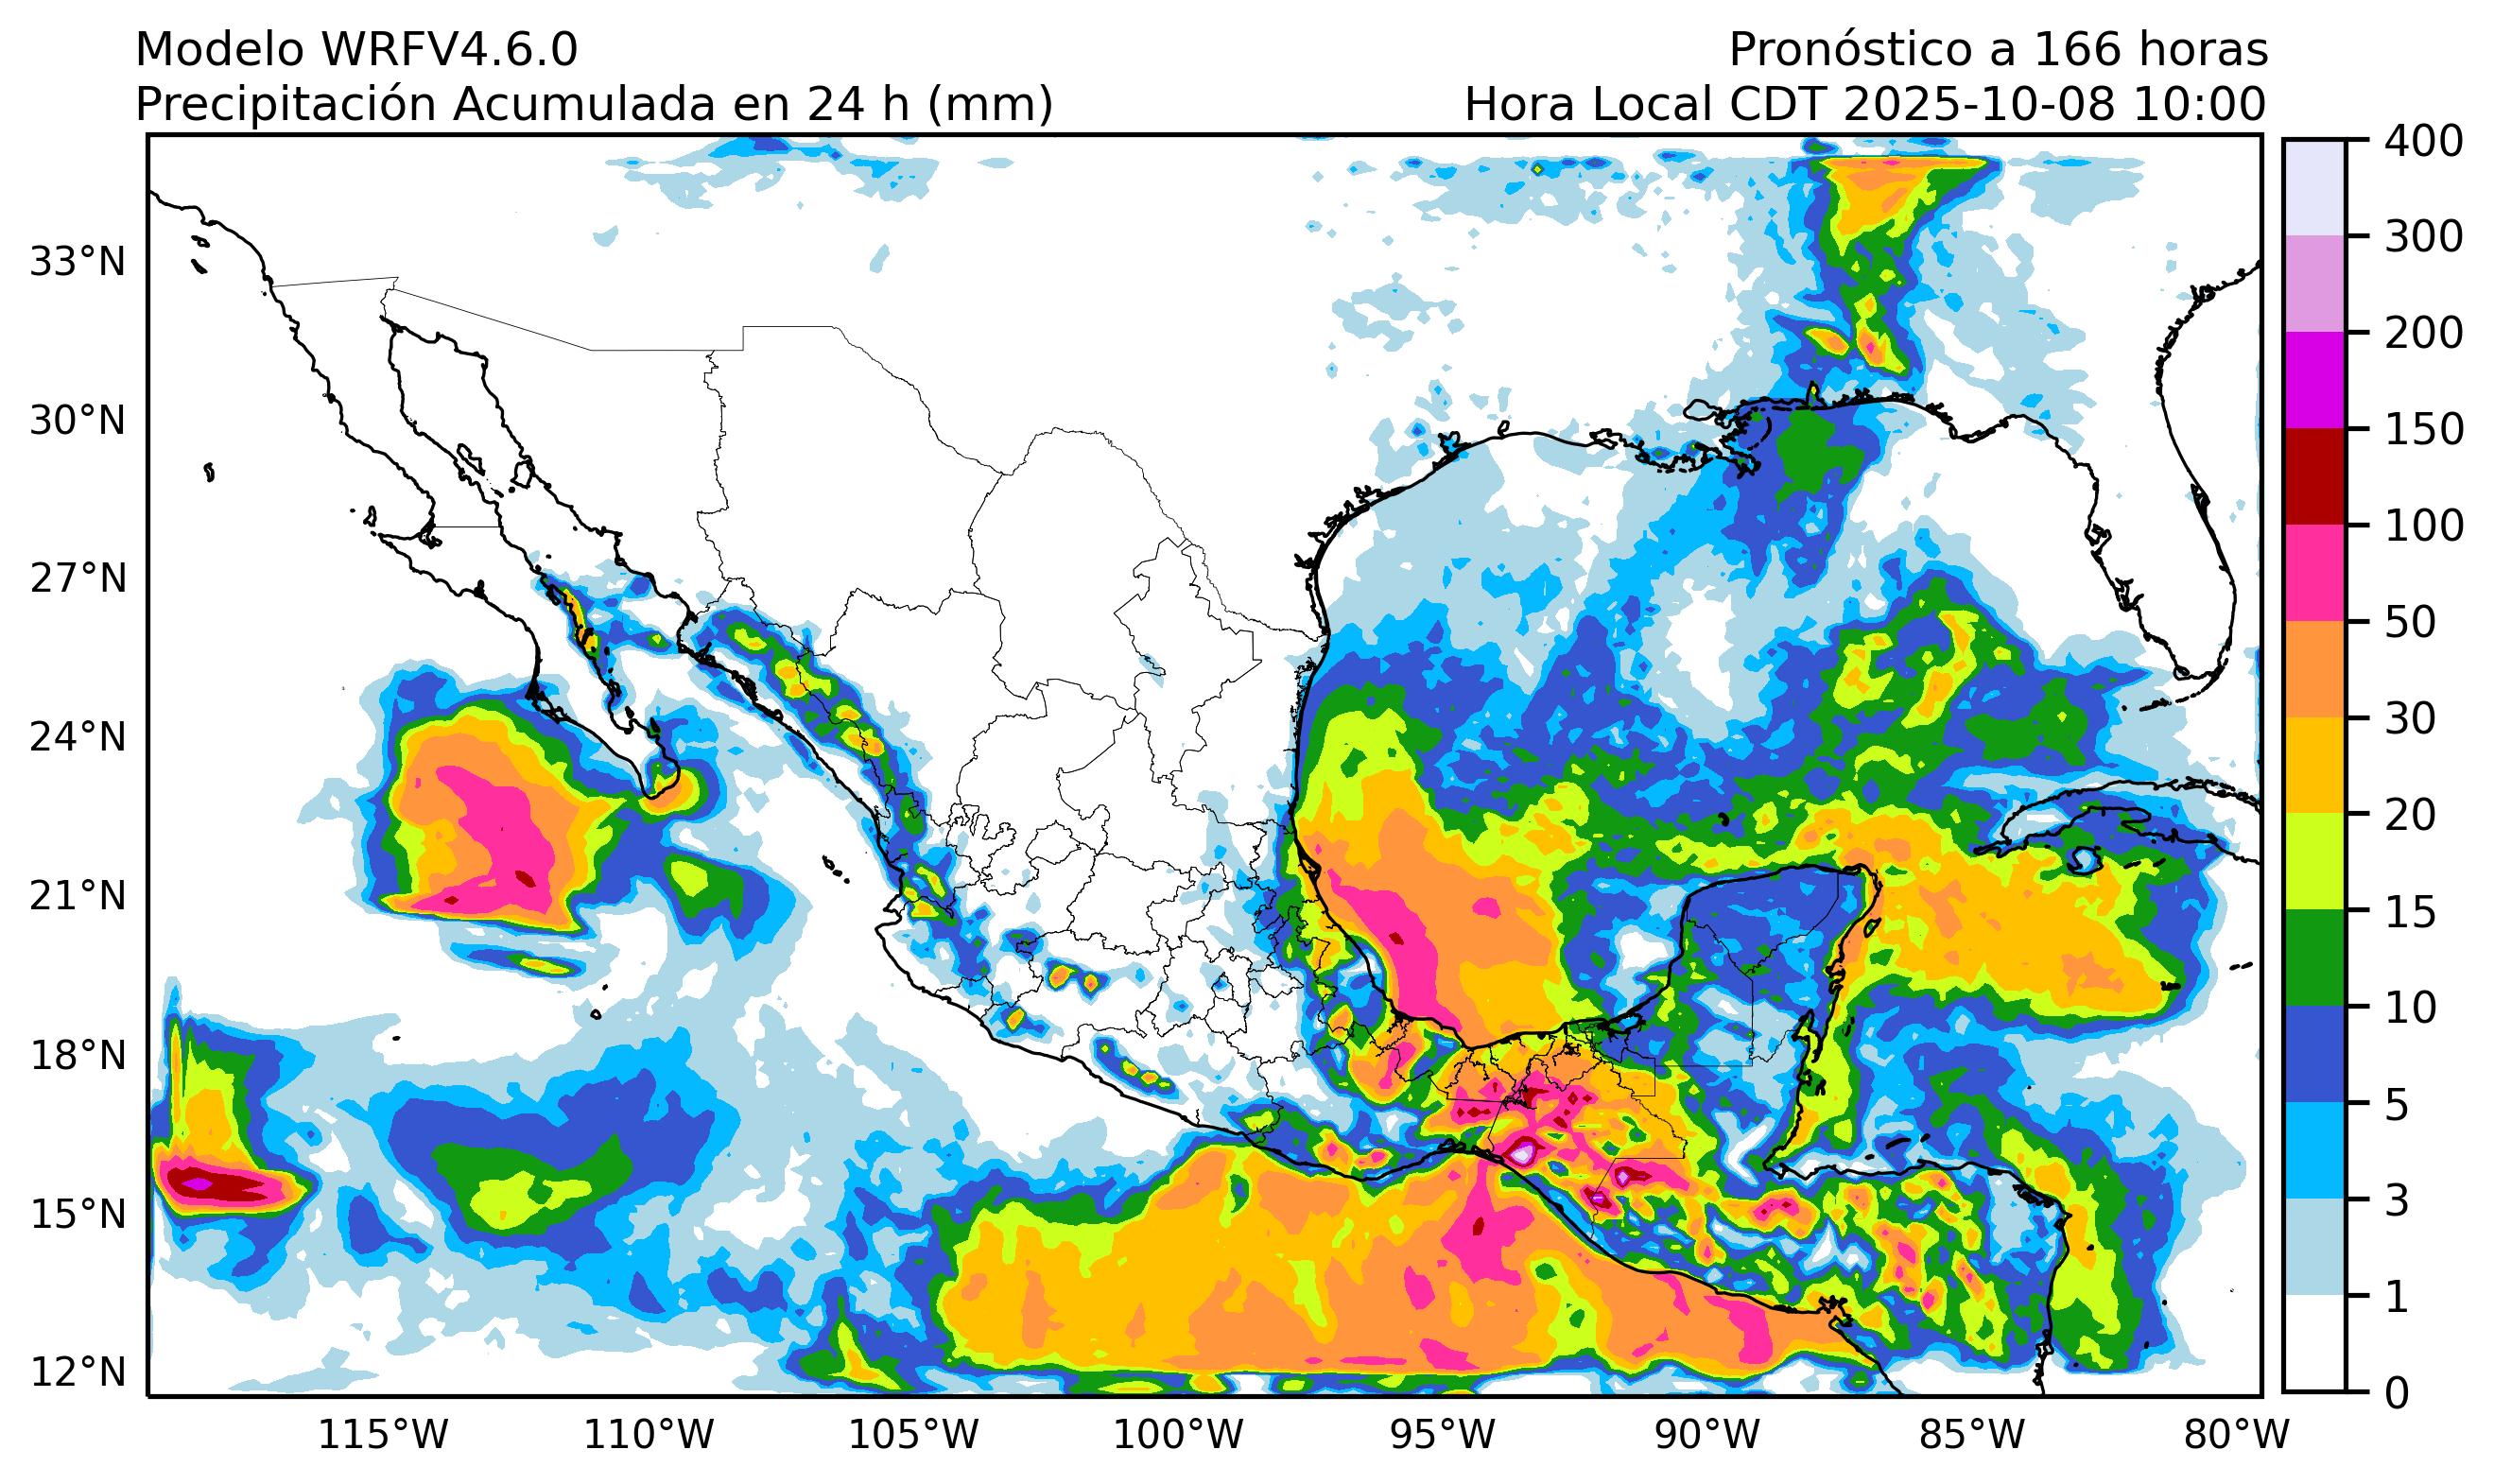 Modelo WRFV4.6.0
Pronóstico a 166 horas
Precipitación Acumulada en 24 h (mm)
Hora Local CDT 2025-10-08 10:00
33°N
30°N
27°N
24°N
21°N
18°N
15°N
12°N
115°W
110°W
105°W
100°W
95°W
90°W
85°W
80°W
400
300
200
150
100
50
30
20
15
10
5
3
1
0